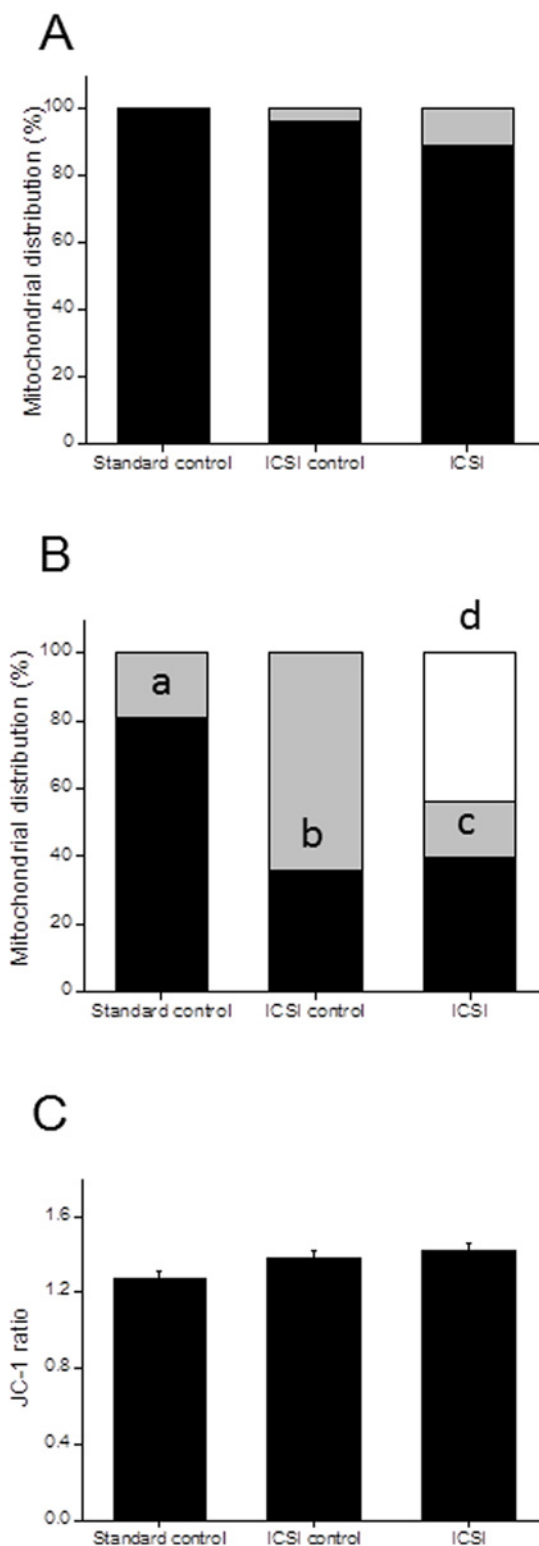 A
Mitochondrial distribution (%)
100
80
60
40
20
0
Standard control ICSI control ICSI
B
Mitochondrial distribution (%)
d
100
a
80
60
b c
40
20
0
Standard control ICSI control ICSI
C
JC-1 ratio
1.6
1.2
0.8
0.4
0.0
Standard control ICSI control ICSI